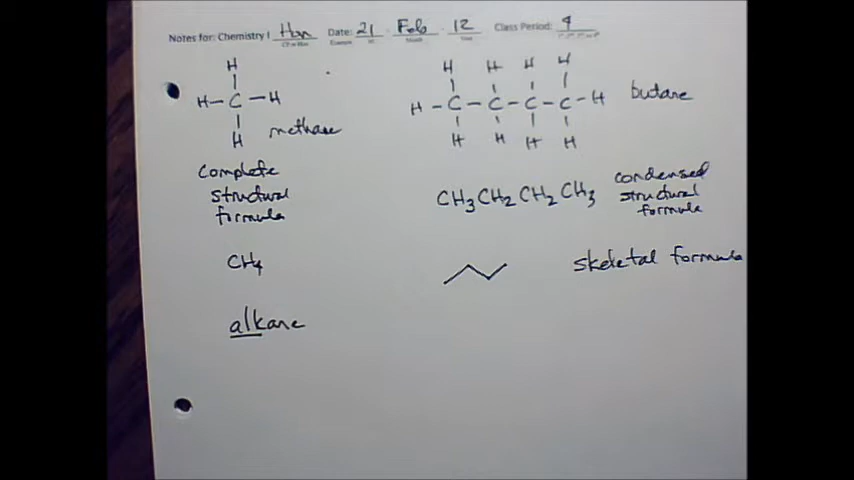 Notes for: Chemistry I Hon Date: 21 Feb 12 Class Period: 4
H
H-C-H
H
methane
H H H H
H-C-C-C-C-H
H H H H
butane
complete
structural
formula
CH₃CH₂CH₂CH₃
condensed
structural
formula
CH₄
skeletal formula
alkane